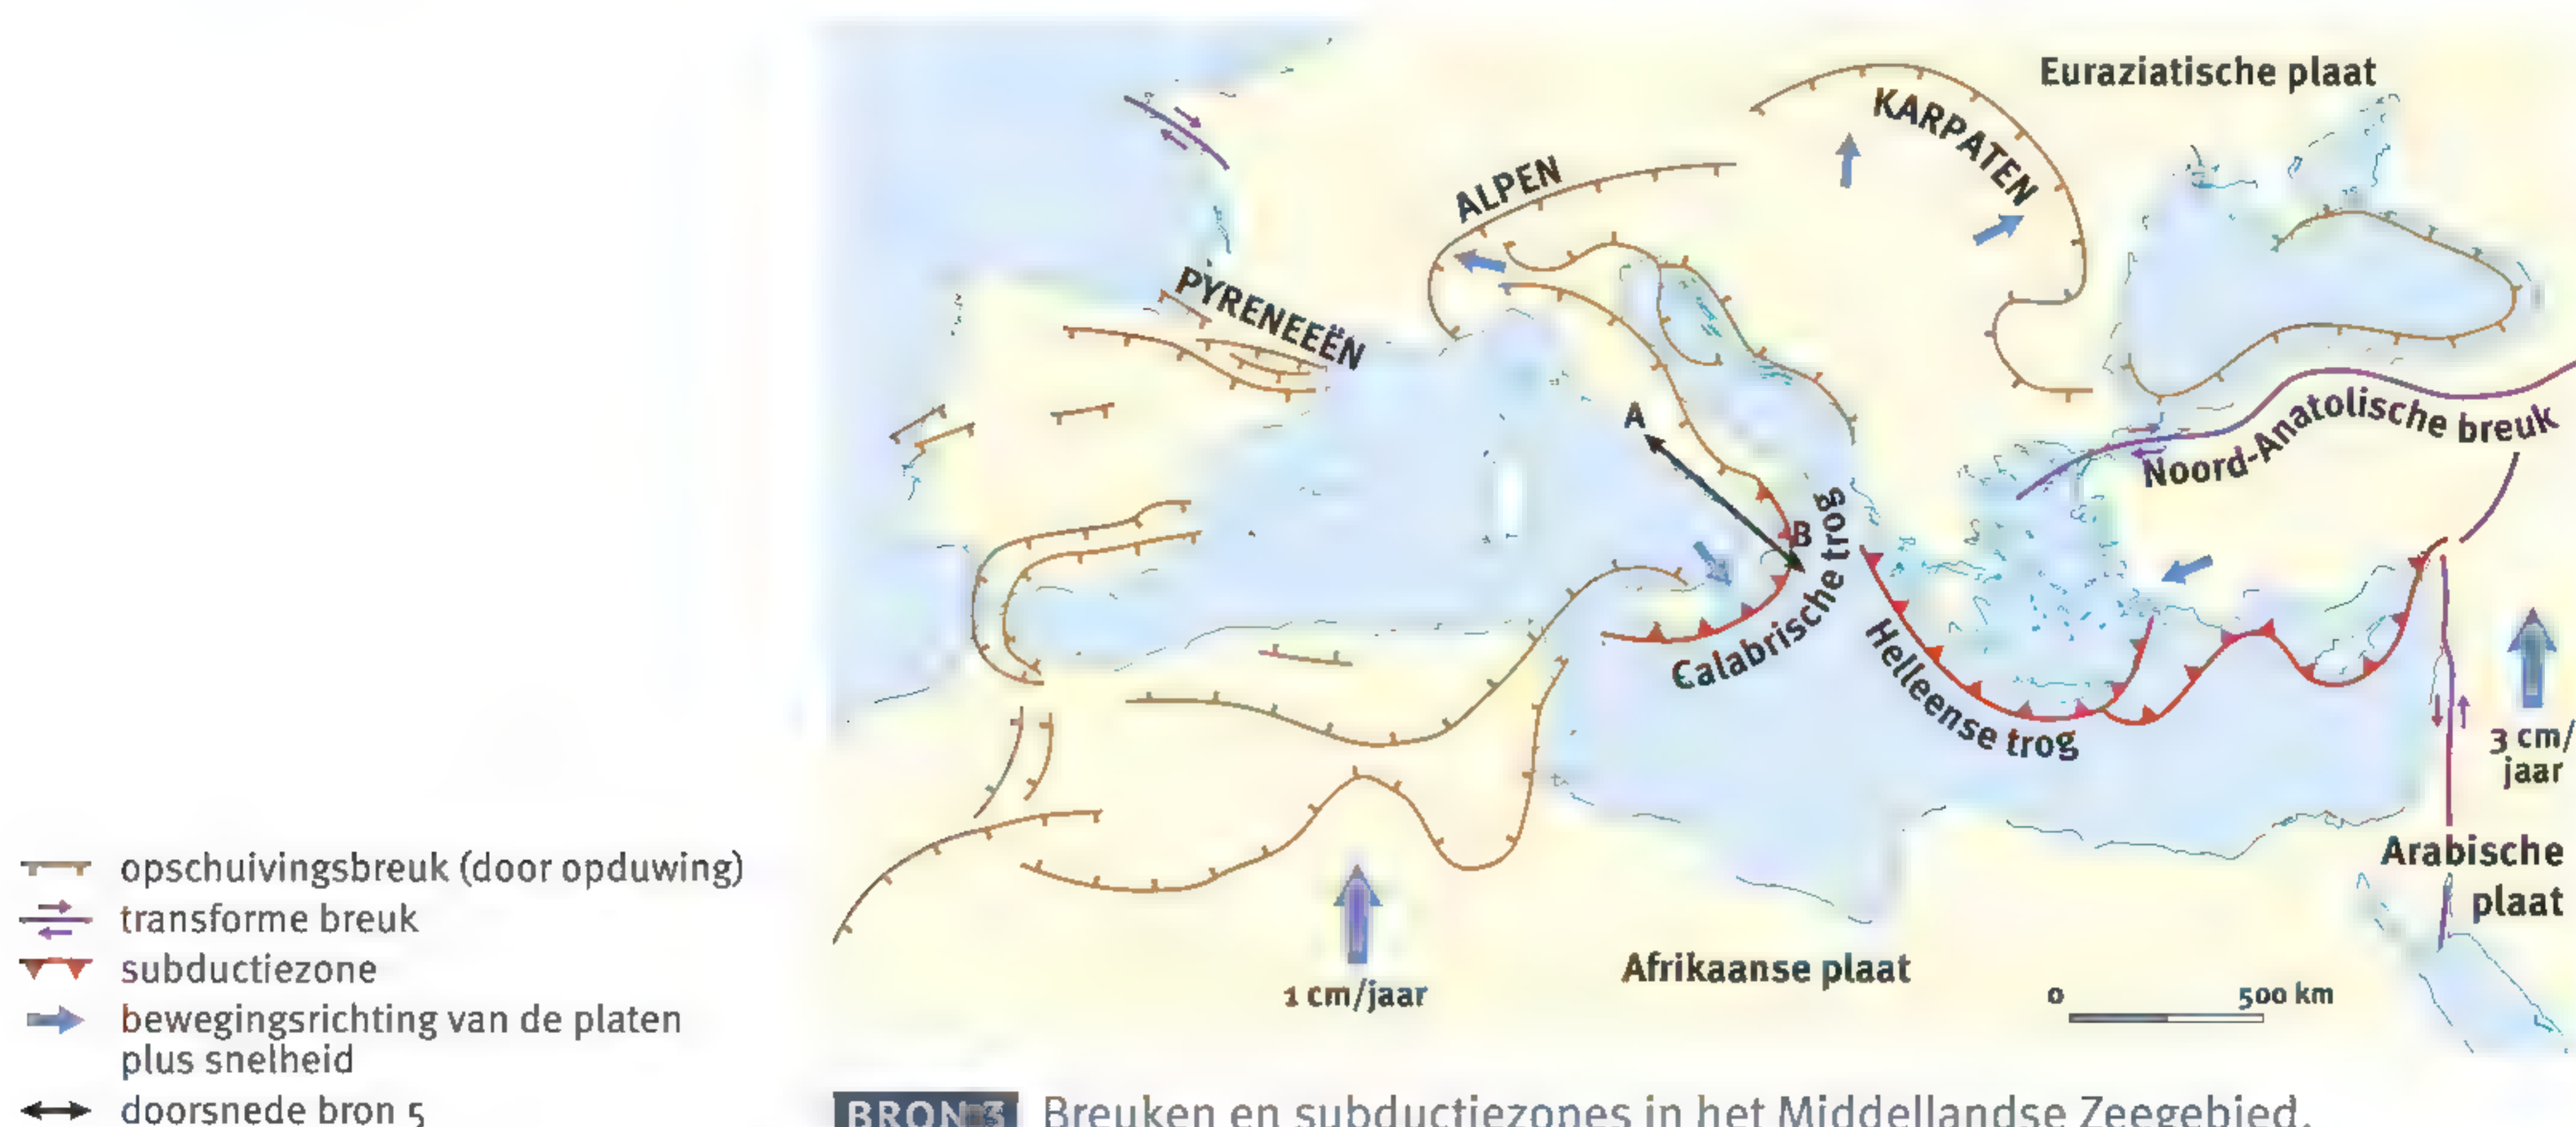 Euraziatische plaat
KARPATEN
ALPEN
PYRENEEËN
A
B
Noord-Anatolische breuk
Calabrische trog
Helleense trog
3 cm/
jaar
Arabische
plaat
Afrikaanse plaat
1 cm/jaar
0 500 km
opschuivingsbreuk (door opduwing)
transforme breuk
subductiezone
bewegingsrichting van de platen
plus snelheid
doorsnede bron 5
BRON 3 Breuken en subductiezones in het Middellandse Zeegebied.